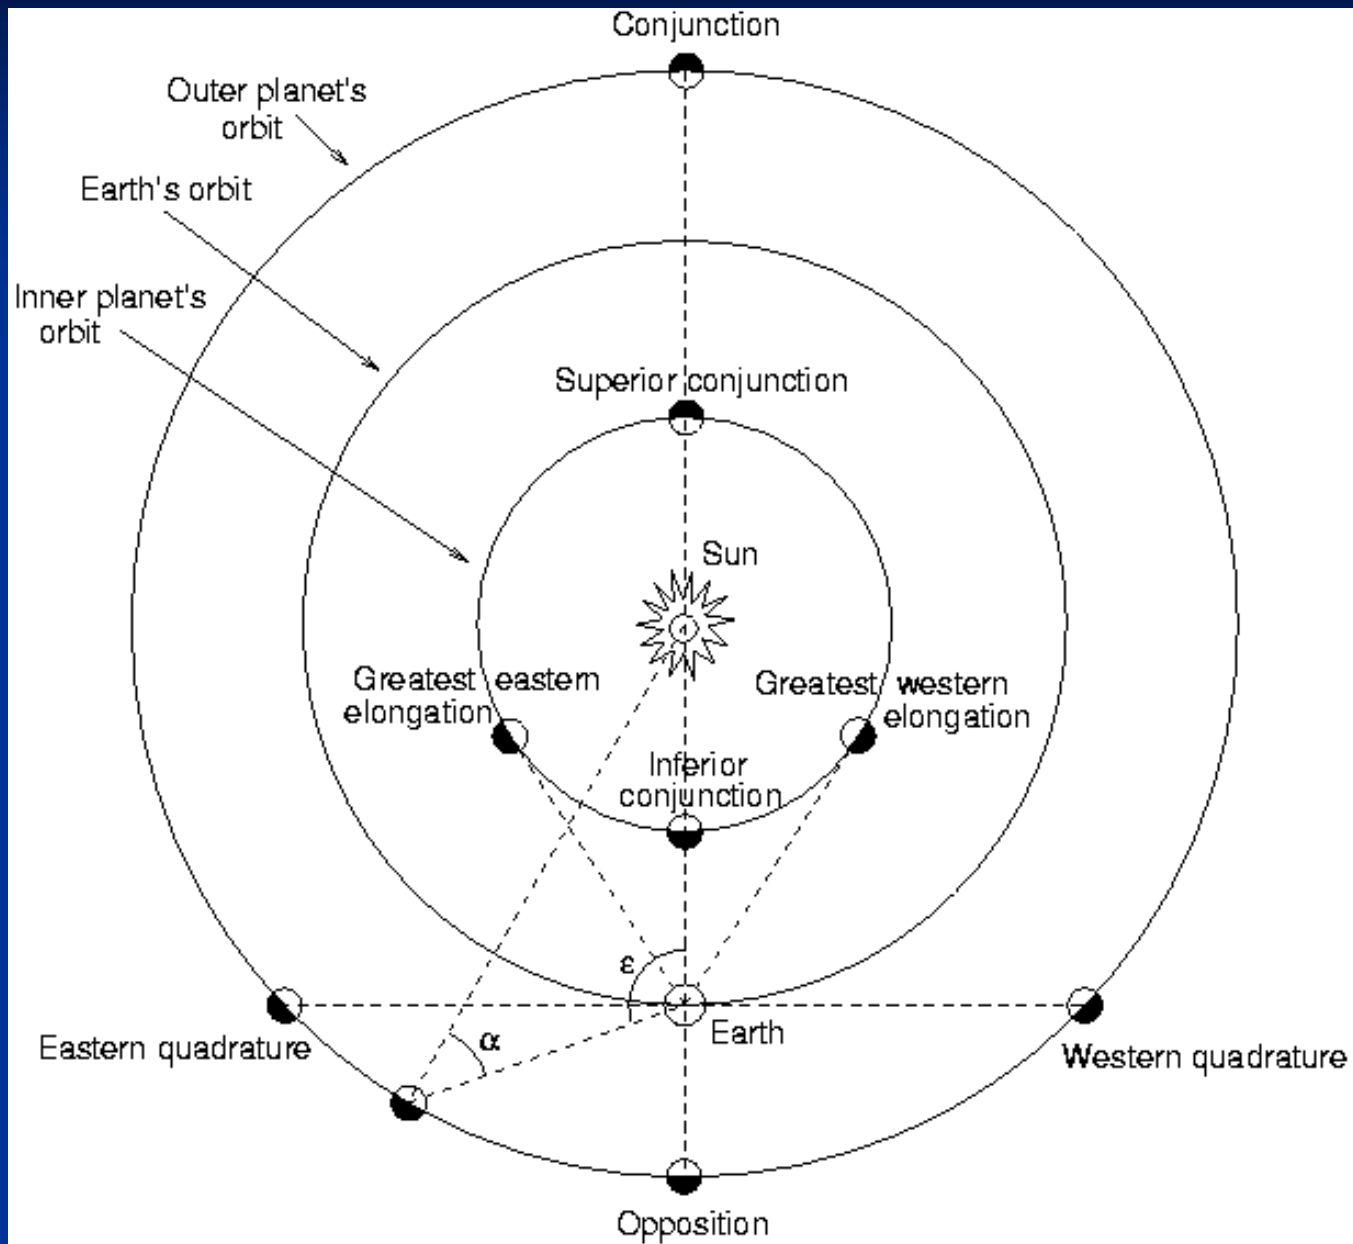 Conjunction
Outer planet's
orbit
Earth's orbit
Inner planet's
orbit
Superior conjunction
Sun
Greatest eastern
elongation
Greatest western
elongation
Inferior
conjunction
ε
Earth
α
Eastern quadrature
Western quadrature
Opposition